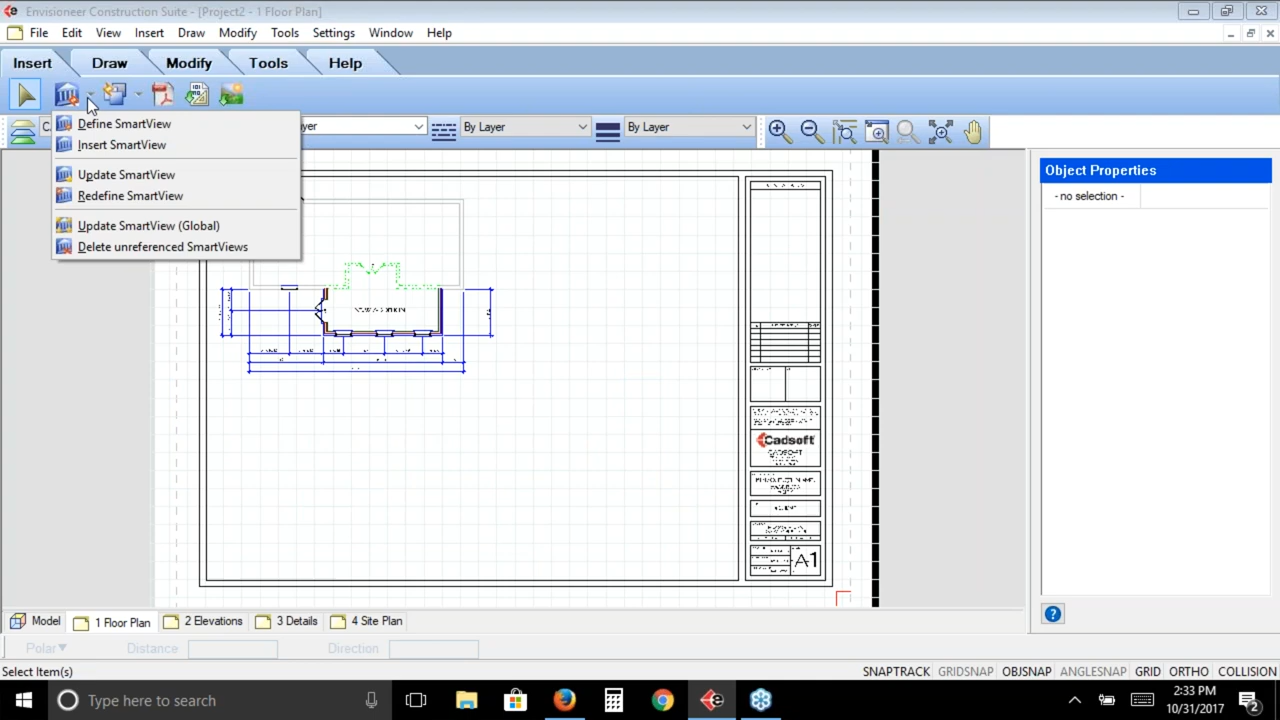 Envisioneer Construction Suite - [Project2 - 1 Floor Plan]
File Edit View Insert Draw Modify Tools Settings Window Help
Insert Draw Modify Tools Help
By Layer By Layer
Define SmartView
Insert SmartView
Update SmartView
Redefine SmartView
Update SmartView (Global)
Delete unreferenced SmartViews
Object Properties
- no selection -
Cadsoft
CADSOFT
A1
Model 1 Floor Plan 2 Elevations 3 Details 4 Site Plan
Polar Distance Direction
Select Item(s) SNAPTRACK GRIDSNAP OBJSNAP ANGLESNAP GRID ORTHO COLLISION
Type here to search
2:33 PM
10/31/2017
2